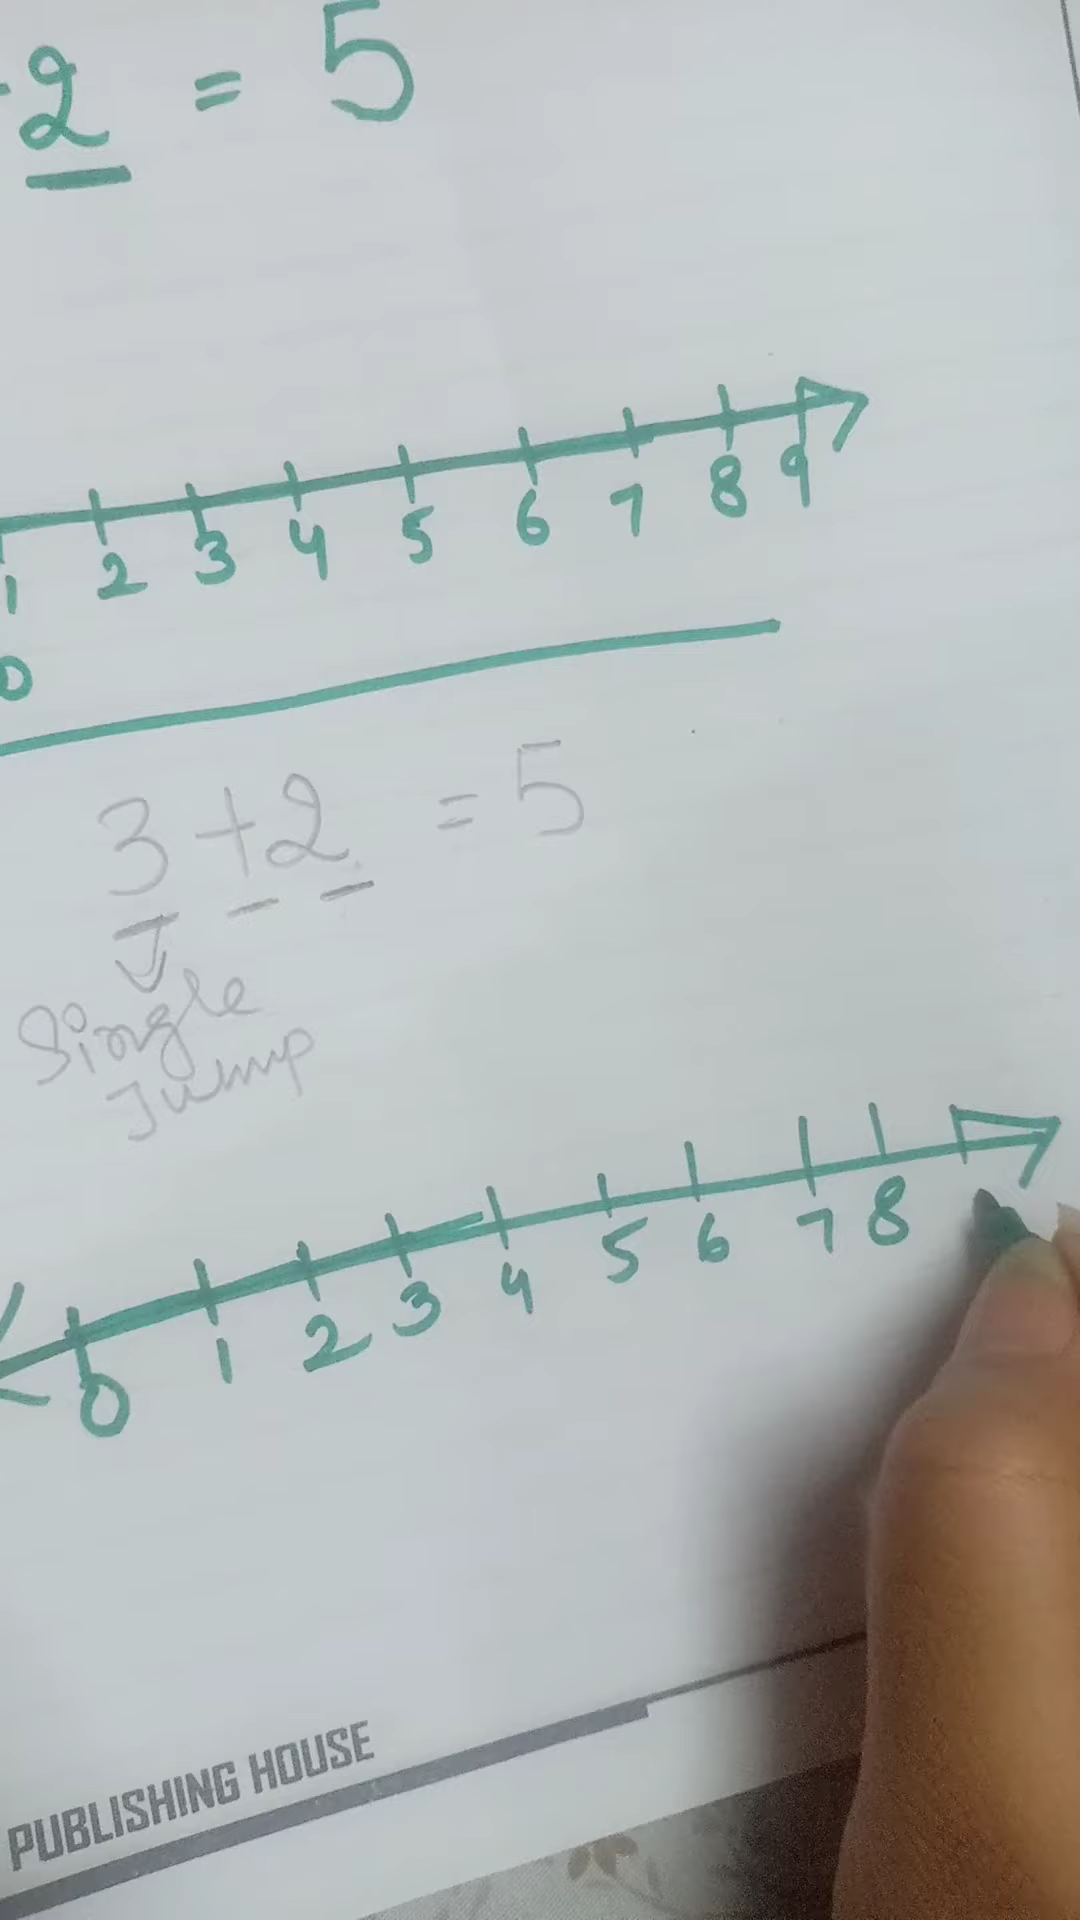 2 = 5
1 2 3 4 5 6 7 8 9
0
3 + 2 = 5
Single
Jump
0 1 2 3 4 5 6 7 8
PUBLISHING HOUSE